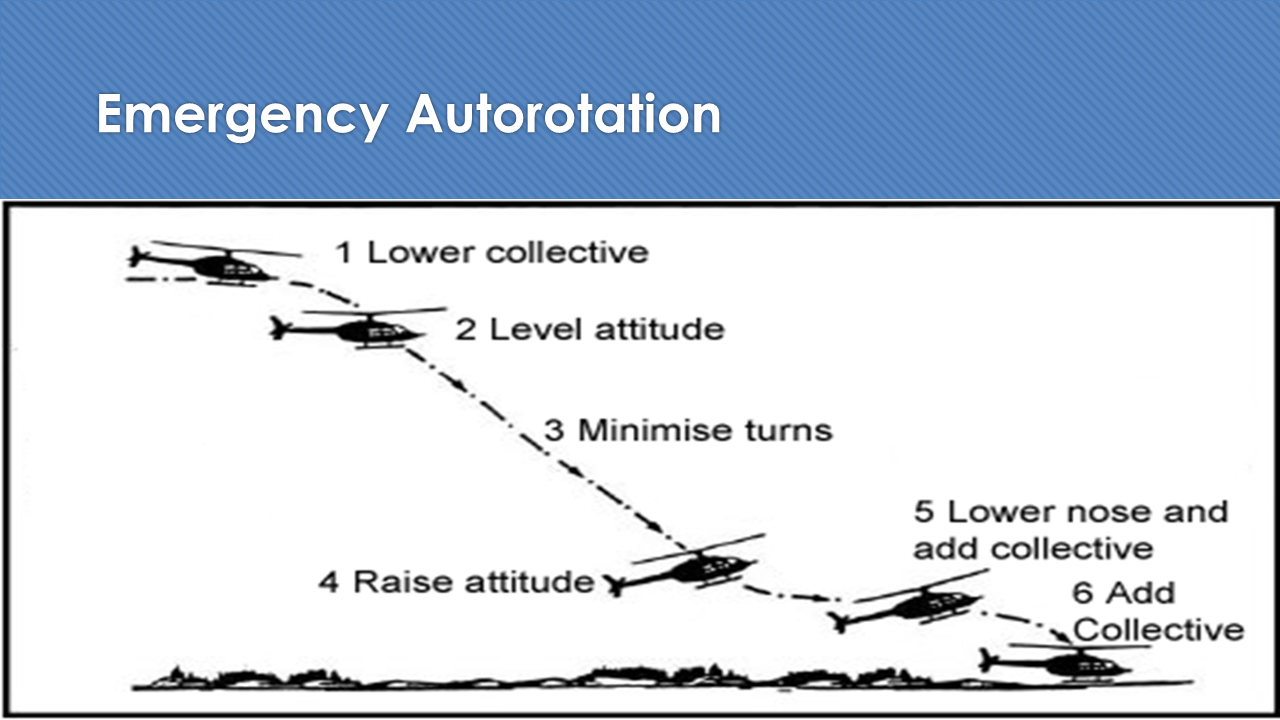 Emergency Autorotation
1 Lower collective
2 Level attitude
3 Minimise turns
4 Raise attitude
5 Lower nose and
add collective
6 Add
Collective